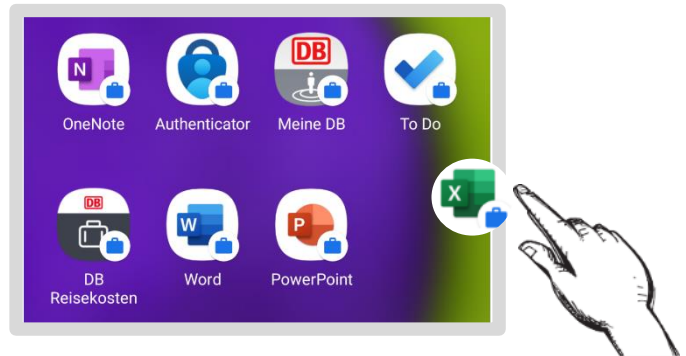 N
DB
OneNote
Authenticator
Meine DB
To Do
X
DB
W
P
DB
Reisekosten
Word
PowerPoint